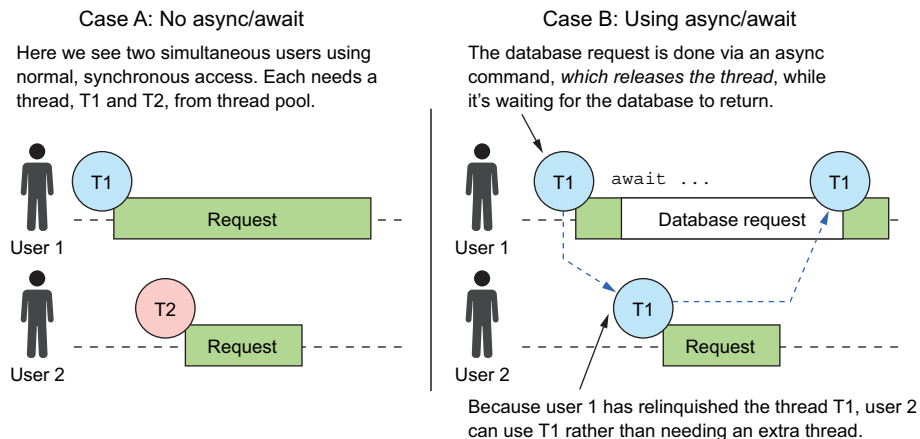 Case A: No async/await
Here we see two simultaneous users using
normal, synchronous access. Each needs a
thread, T1 and T2, from thread pool.
T1
Request
User 1
T2
Request
User 2
Case B: Using async/await
The database request is done via an async
command, which releases the thread, while
it’s waiting for the database to return.
T1
await ...
T1
Database request
User 1
T1
Request
User 2
Because user 1 has relinquished the thread T1, user 2
can use T1 rather than needing an extra thread.